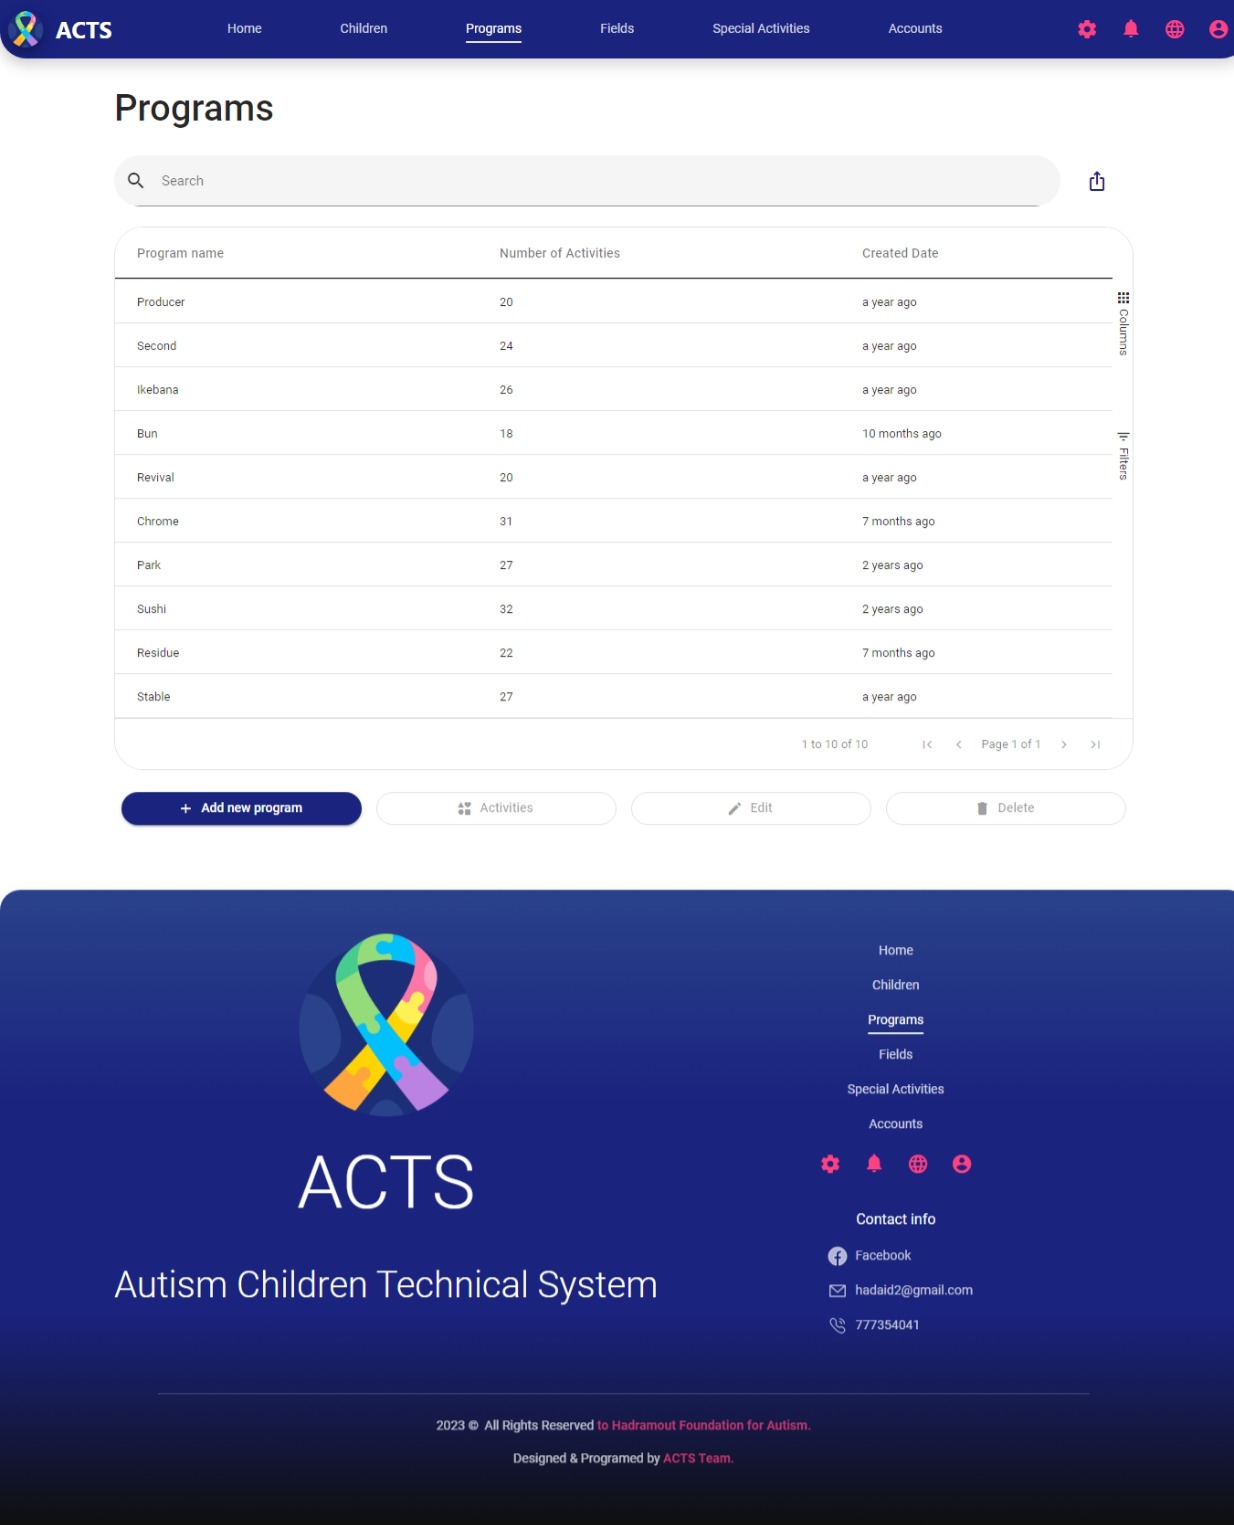 ACTS Home Children Programs Fields Special Activities Accounts
Programs
Search
Program name Number of Activities Created Date
Producer 20 a year ago
Second 24 a year ago
Ikebana 26 a year ago
Bun 18 10 months ago
Revival 20 a year ago
Chrome 31 7 months ago
Park 27 2 years ago
Sushi 32 2 years ago
Residue 22 7 months ago
Stable 27 a year ago
Columns
Filters
1 to 10 of 10 Page 1 of 1
Add new program Activities Edit Delete
ACTS
Autism Children Technical System
Home
Children
Programs
Fields
Special Activities
Accounts
Contact info
Facebook
hadaid2@gmail.com
777354041
2023 © All Rights Reserved to Hadramout Foundation for Autism.
Designed & Programed by ACTS Team.